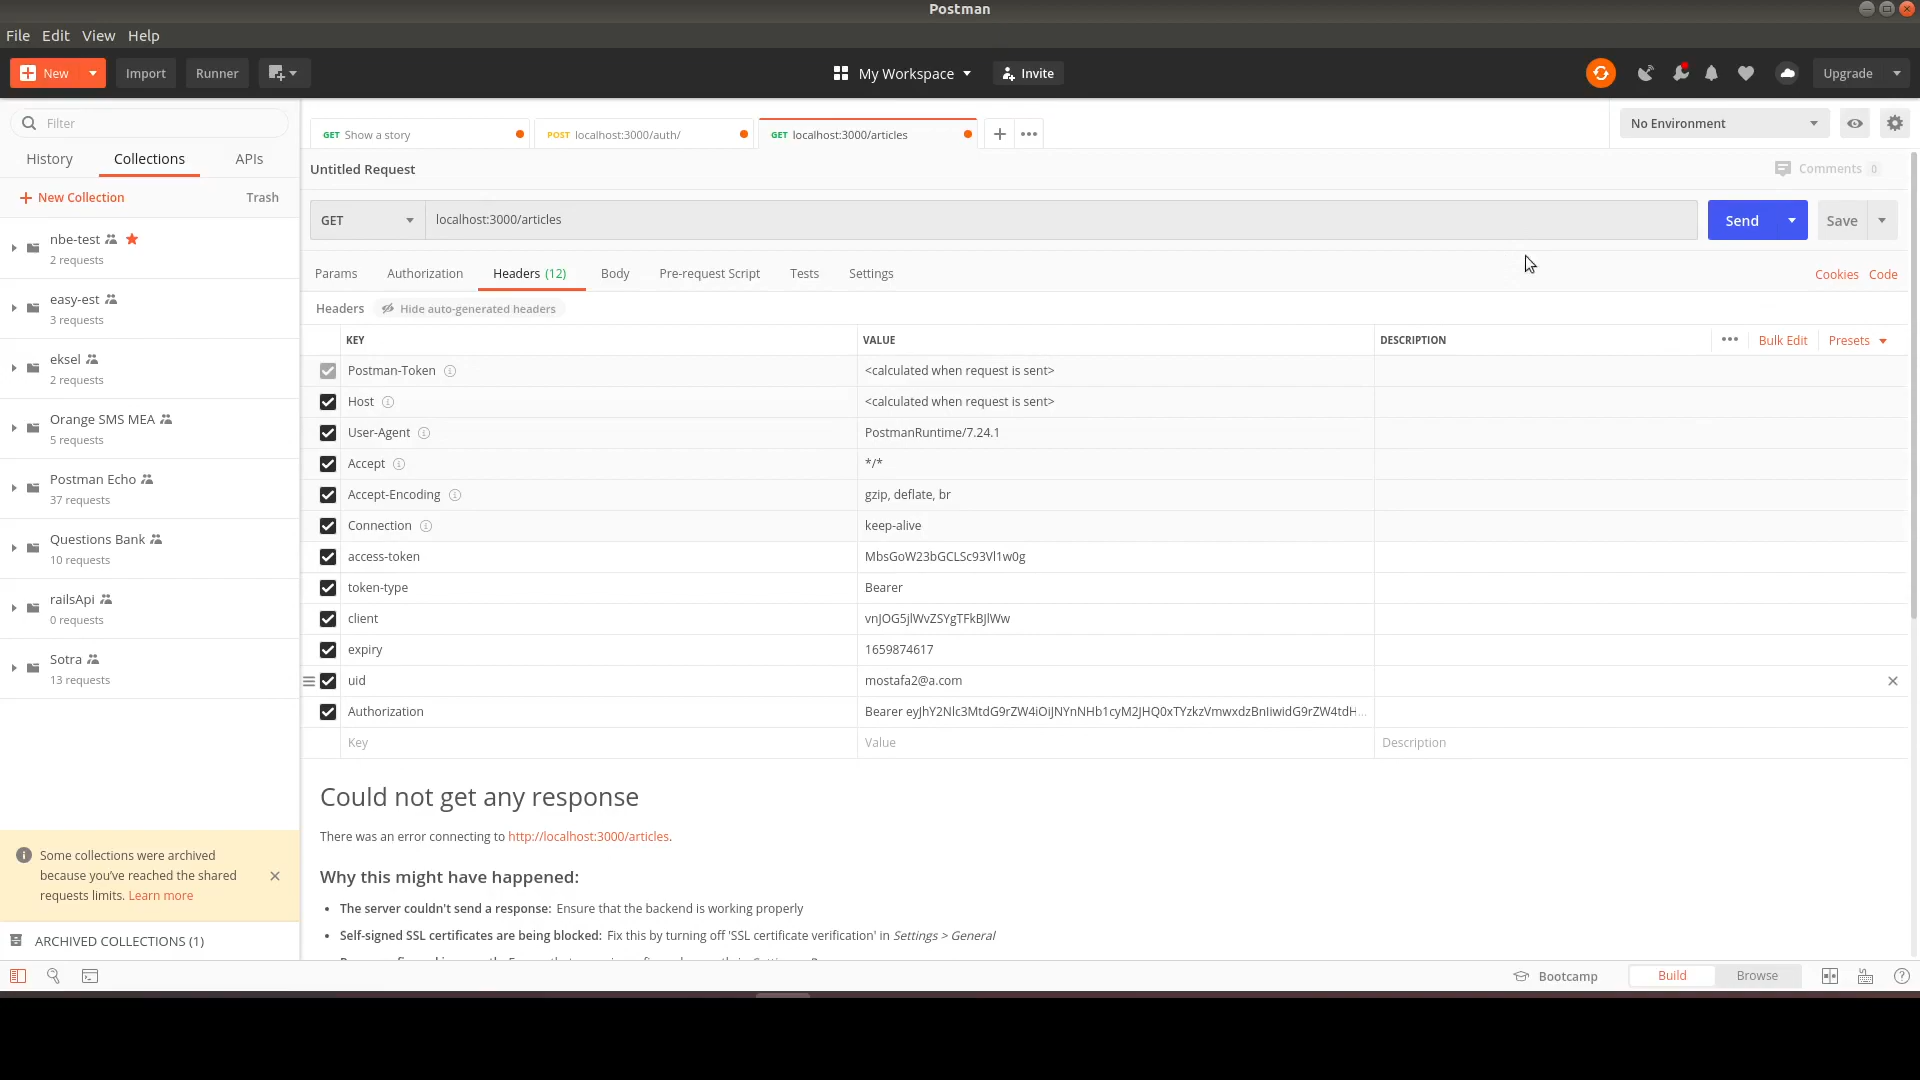 Postman
File Edit View Help
New Import Runner My Workspace Invite Upgrade
Filter
History Collections APIs
New Collection Trash
nbe-test
2 requests
easy-est
3 requests
eksel
2 requests
Orange SMS MEA
5 requests
Postman Echo
37 requests
Questions Bank
10 requests
railsApi
0 requests
Sotra
13 requests
Some collections were archived
because you've reached the shared
requests limits. Learn more
ARCHIVED COLLECTIONS (1)
GET Show a story POST localhost:3000/auth/ GET localhost:3000/articles No Environment
Untitled Request Comments 0
GET localhost:3000/articles Send Save
Params Authorization Headers (12) Body Pre-request Script Tests Settings Cookies Code
Headers Hide auto-generated headers
KEY VALUE DESCRIPTION Bulk Edit Presets
Postman-Token <calculated when request is sent>
Host <calculated when request is sent>
User-Agent PostmanRuntime/7.24.1
Accept */*
Accept-Encoding gzip, deflate, br
Connection keep-alive
access-token MbsGoW23bGCLSc93Vl1w0g
token-type Bearer
client vnJOG5jlWvZSYgTFkBJlWw
expiry 1659874617
uid mostafa2@a.com
Authorization Bearer eyJhY2Nlc3MtdG9rZW4iOiJNYnNHb1cyM2JHQ0xTYzkzVmwxdzBnIiwidG9rZW4tdH...
Key Value Description
Could not get any response
There was an error connecting to http://localhost:3000/articles.
Why this might have happened:
• The server couldn't send a response: Ensure that the backend is working properly
• Self-signed SSL certificates are being blocked: Fix this by turning off 'SSL certificate verification' in Settings > General
Bootcamp Build Browse